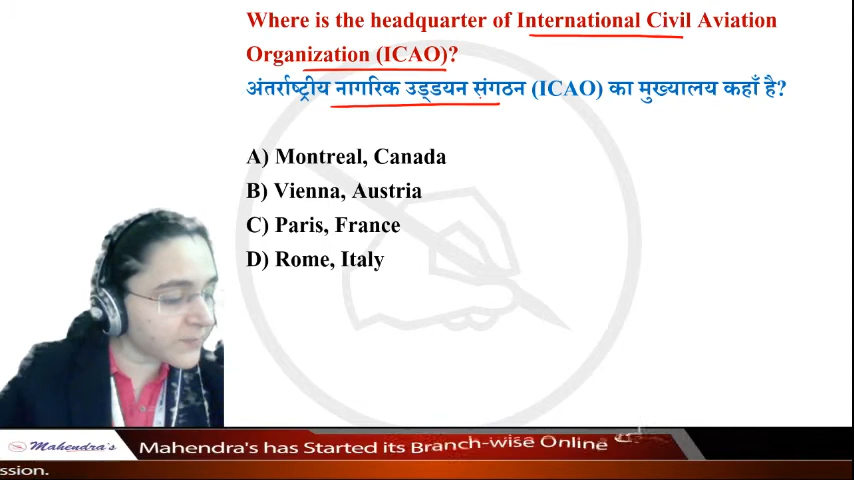 Where is the headquarter of International Civil Aviation
Organization (ICAO)?
अंतर्राष्ट्रीय नागरिक उड्डयन संगठन (ICAO) का मुख्यालय कहाँ है?
A) Montreal, Canada
B) Vienna, Austria
C) Paris, France
D) Rome, Italy
Mahendra's
Mahendra's has Started its Branch-wise Online
ssion.